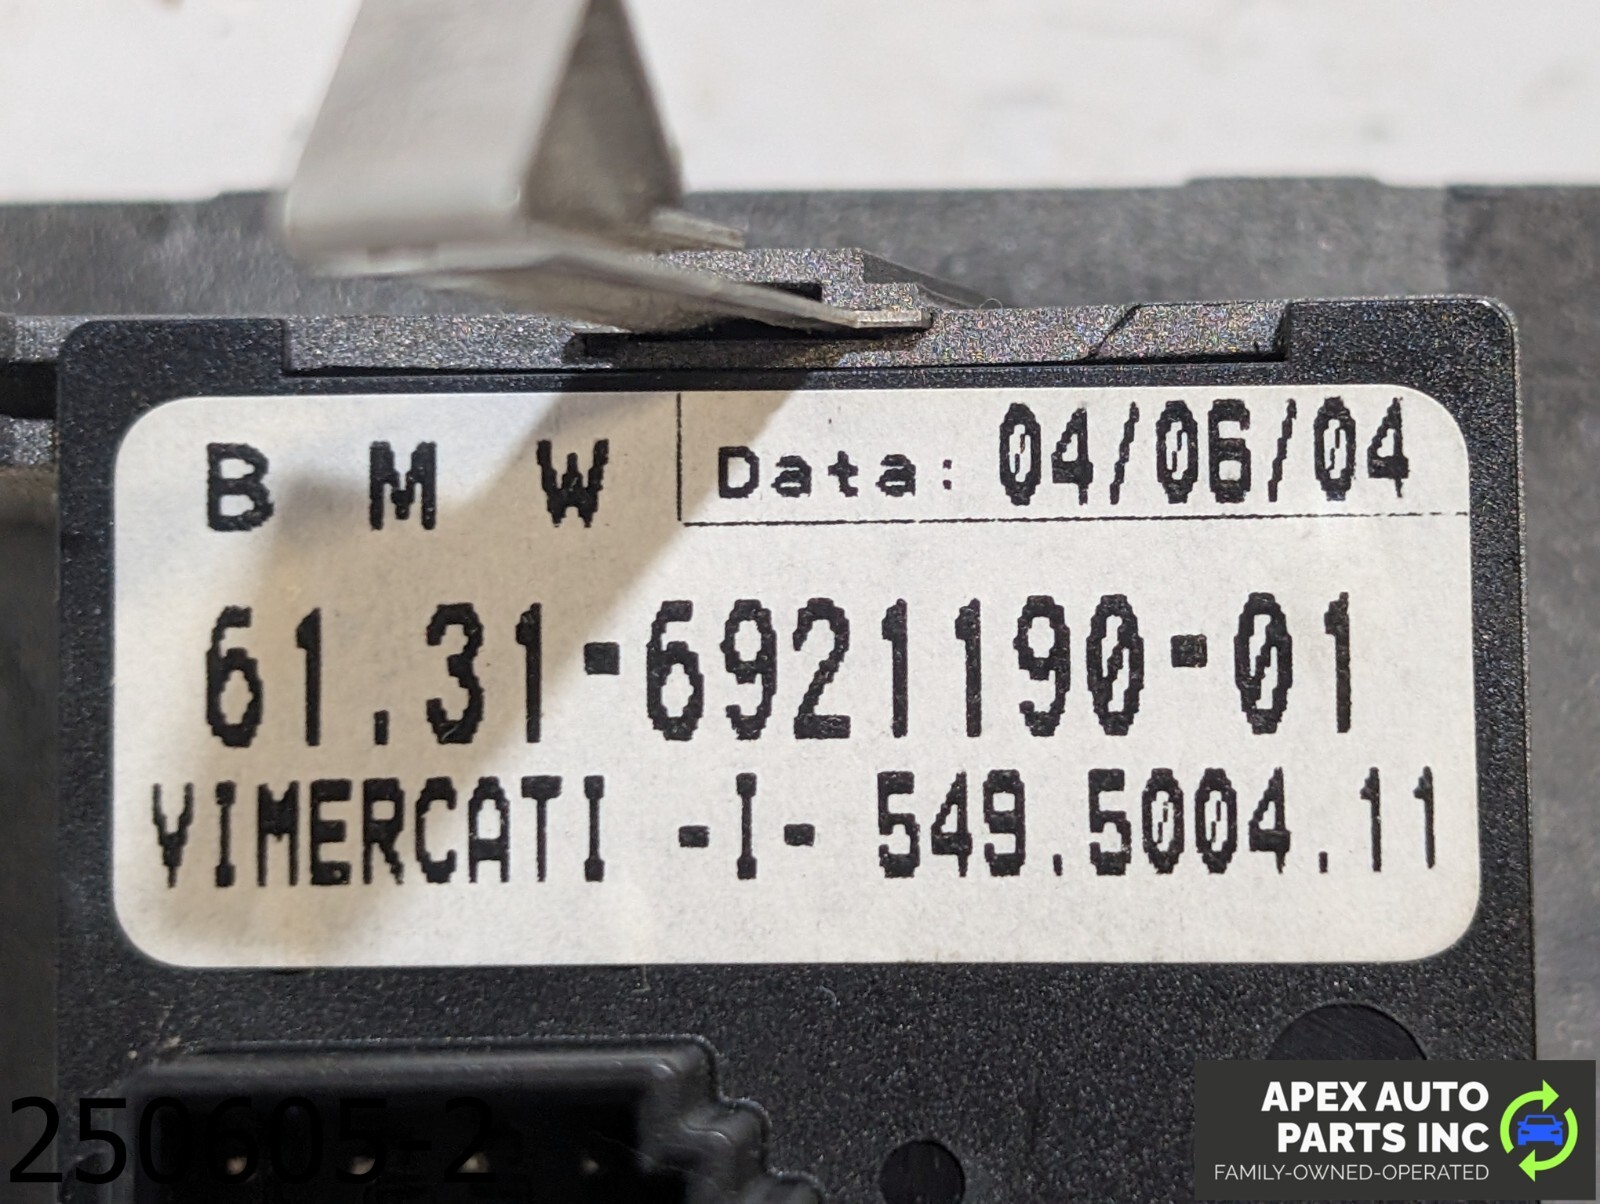 BMW
Data: 04/06/04
61.31-6921190-01
VIMERCATI -I- 549.5004.11
250605-2
APEX AUTO
PARTS INC
FAMILY-OWNED-OPERATED